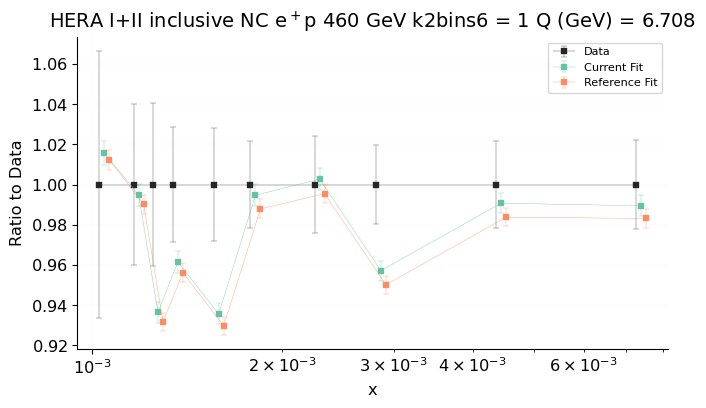 HERA I+II inclusive NC e⁺p 460 GeV k2bins6 = 1 Q (GeV) = 6.708
Data
Current Fit
Reference Fit
Ratio to Data
1.06
1.04
1.02
1.00
0.98
0.96
0.94
0.92
10⁻³
2 × 10⁻³
3 × 10⁻³
4 × 10⁻³
6 × 10⁻³
x